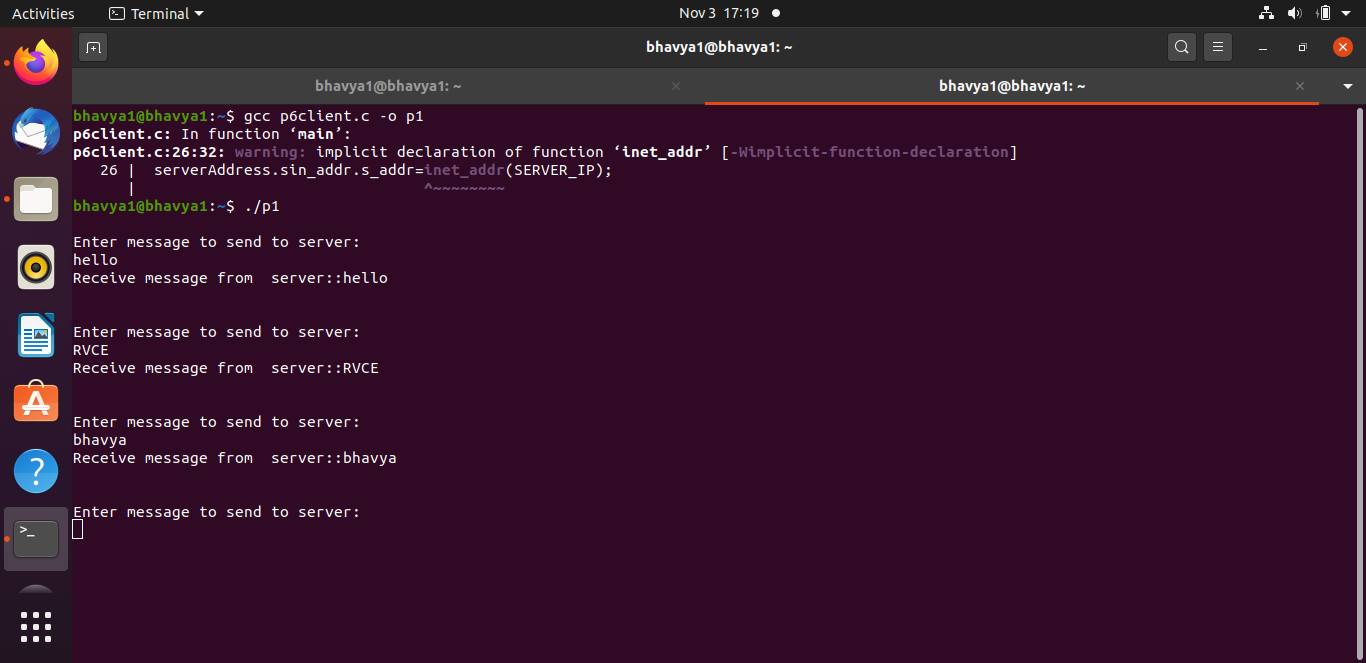 Activities
Terminal
Nov 3 17:19
bhavya1@bhavya1: ~
bhavya1@bhavya1: ~
bhavya1@bhavya1: ~
bhavya1@bhavya1:~$ gcc p6client.c -o p1
p6client.c: In function ‘main’:
p6client.c:26:32: warning: implicit declaration of function ‘inet_addr’ [-Wimplicit-function-declaration]
   26 |  serverAddress.sin_addr.s_addr=inet_addr(SERVER_IP);
      |                                ^~~~~~~~~
bhavya1@bhavya1:~$ ./p1
Enter message to send to server:
hello
Receive message from  server::hello
Enter message to send to server:
RVCE
Receive message from  server::RVCE
Enter message to send to server:
bhavya
Receive message from  server::bhavya
Enter message to send to server: